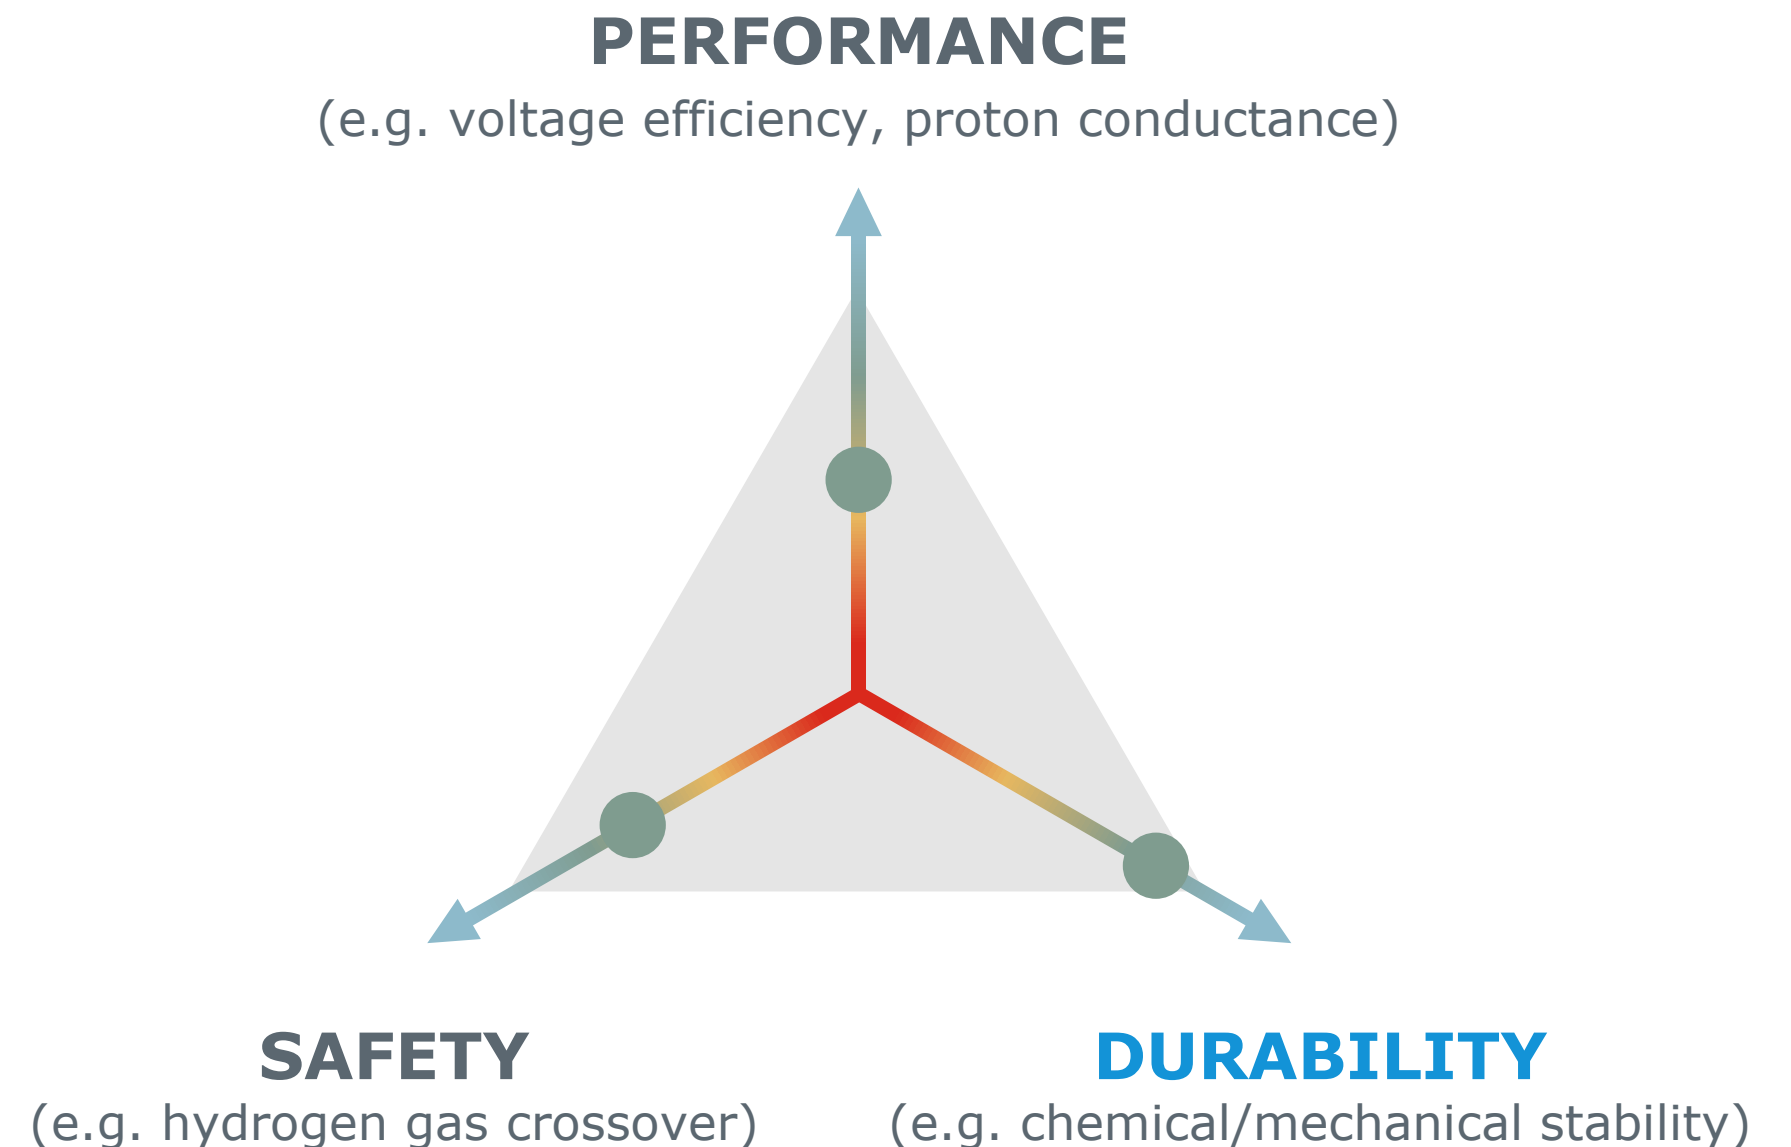 PERFORMANCE
(e.g. voltage efficiency, proton conductance)
SAFETY
(e.g. hydrogen gas crossover)
DURABILITY
(e.g. chemical/mechanical stability)